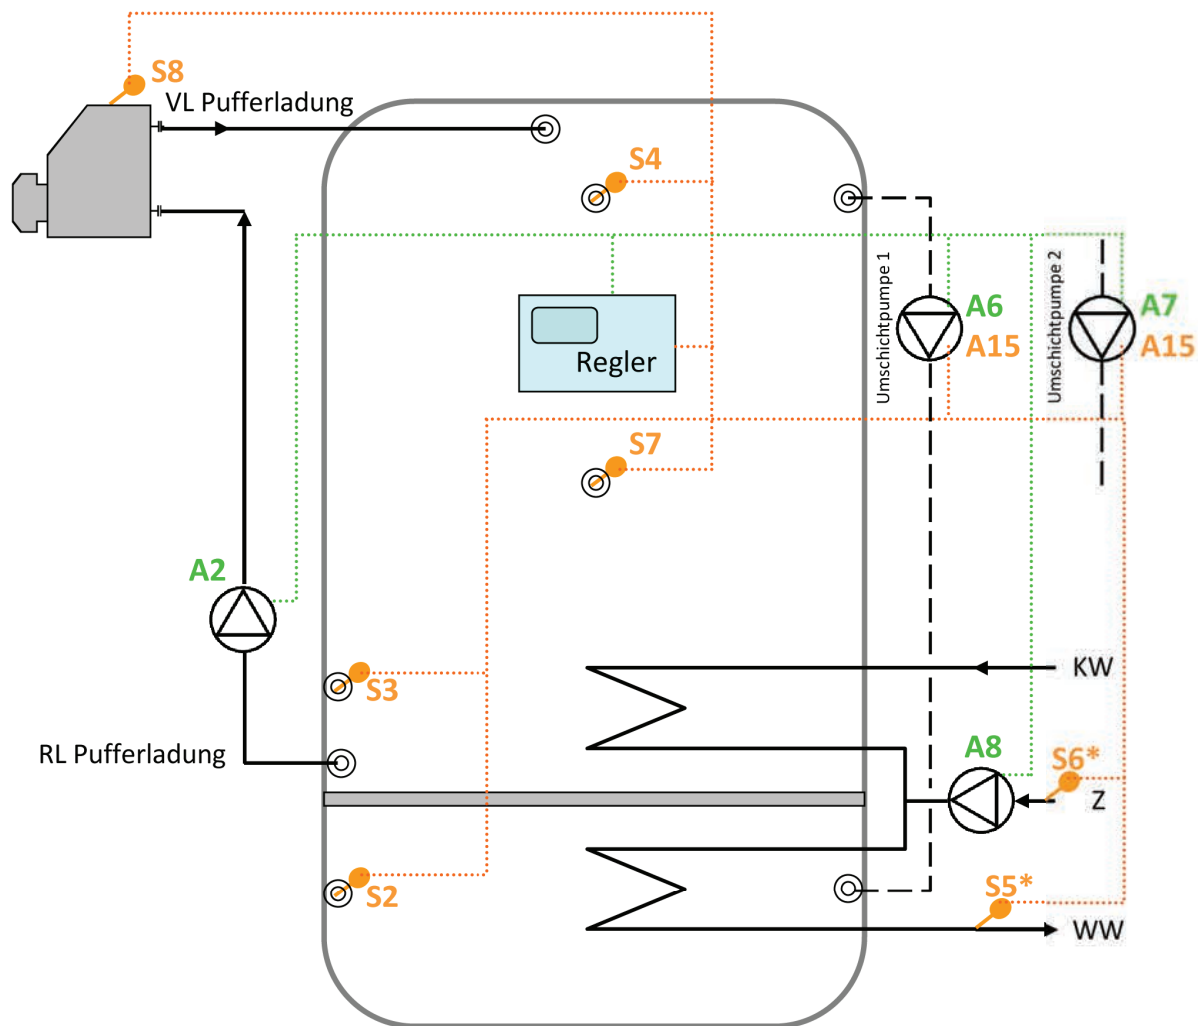 S8
VL Pufferladung
S4
Umschichtpumpe 1
A6
A15
Umschichtpumpe 2
A7
A15
Regler
S7
A2
S3
KW
RL Pufferladung
A8
S6*
Z
S2
S5*
WW